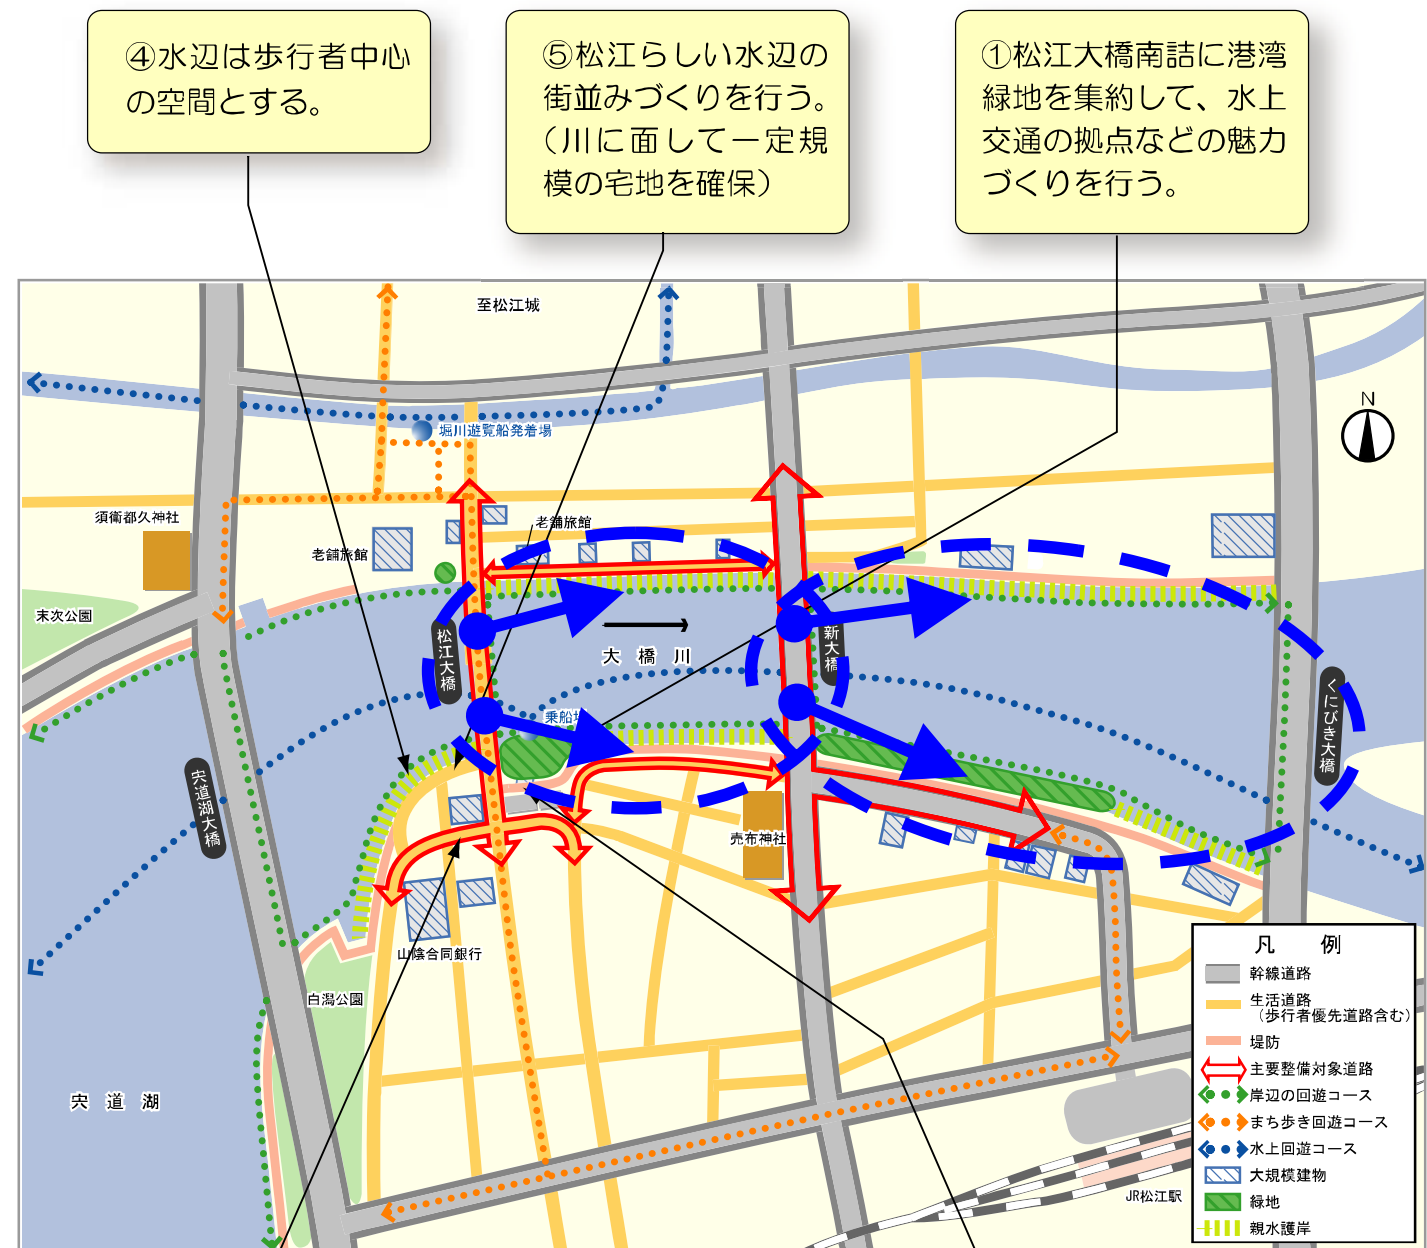 ④水辺は歩行者中心
の空間とする。
⑤松江らしい水辺の
街並みづくりを行う。
（川に面して一定規
模の宅地を確保）
①松江大橋南詰に港湾
緑地を集約して、水上
交通の拠点などの魅力
づくりを行う。
至松江城
堀川遊覧船発着場
N
須衛都久神社
老舗旅館
老舗旅館
末次公園
松江大橋
大橋川
新大橋
くにびき大橋
乗船場
宍道湖大橋
売布神社
山陰合同銀行
白潟公園
宍道湖
JR松江駅
凡例
幹線道路
生活道路
（歩行者優先道路含む）
堤防
主要整備対象道路
岸辺の回遊コース
まち歩き回遊コース
水上回遊コース
大規模建物
緑地
親水護岸